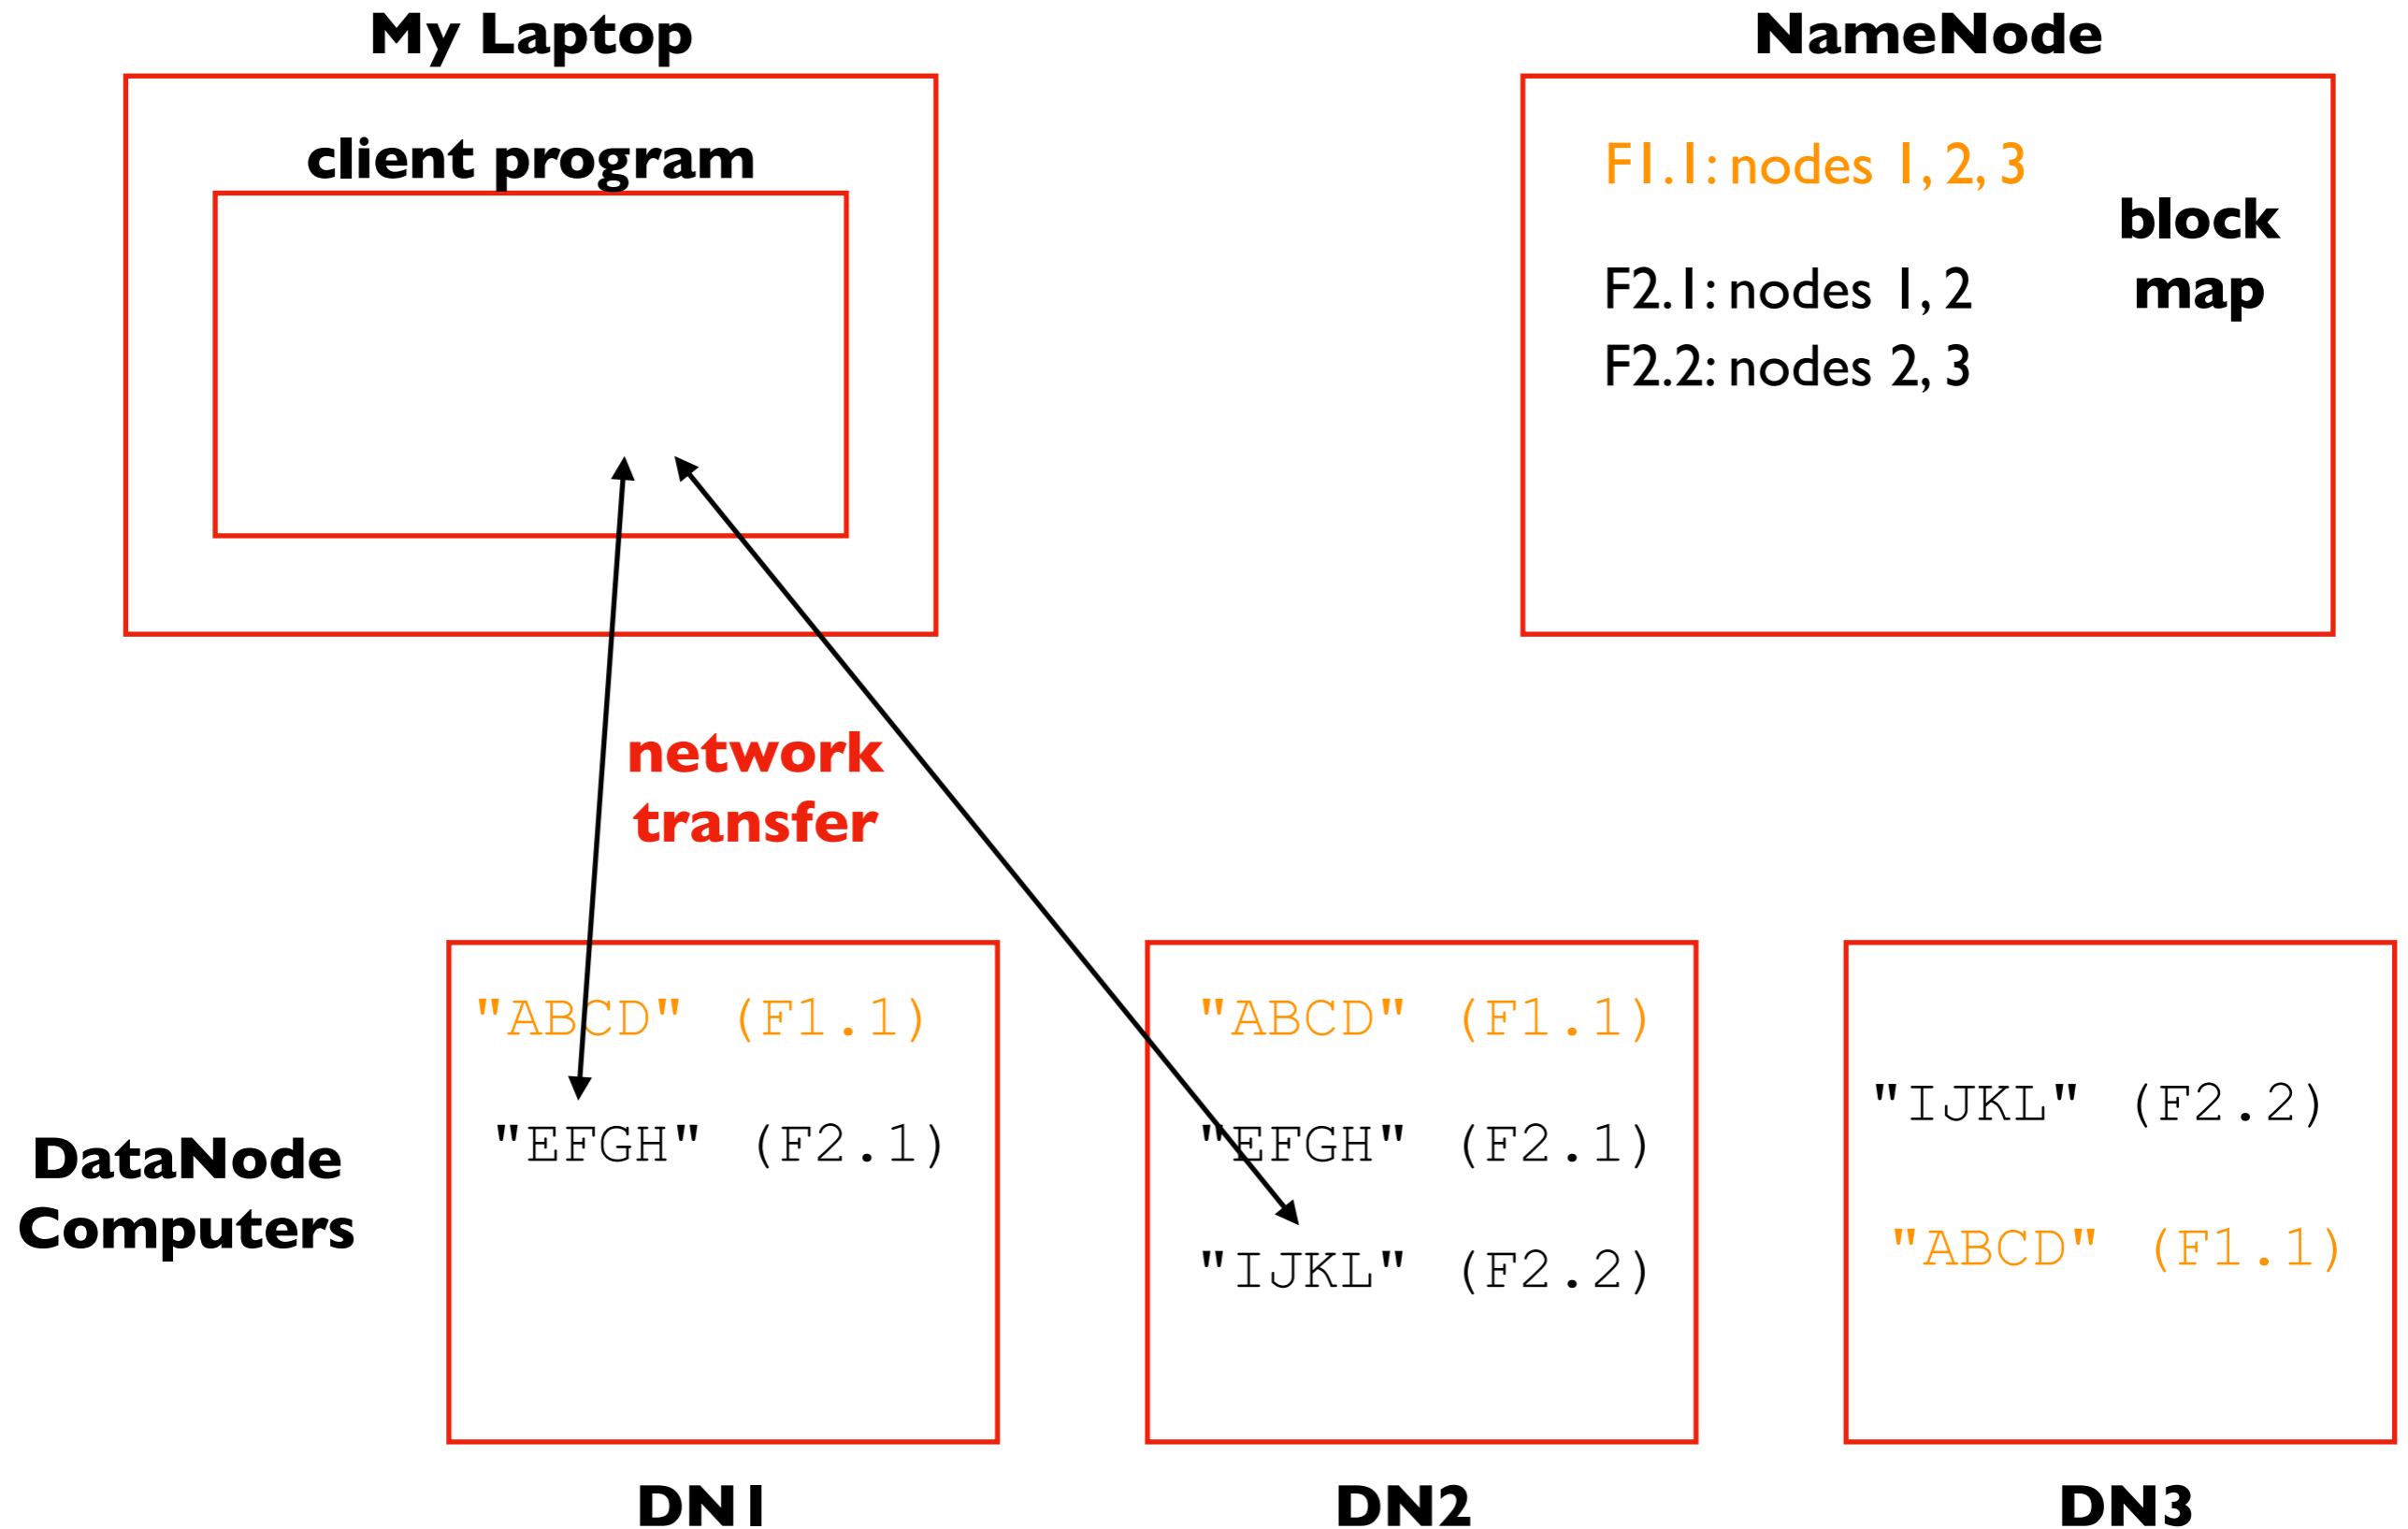 My Laptop
client program
NameNode
F1.1: nodes 1, 2, 3
F2.1: nodes 1, 2
F2.2: nodes 2, 3
block
map
network
transfer
DataNode
Computers
"ABCD" (F1.1)
"EFGH" (F2.1)
DN1
"ABCD" (F1.1)
"EFGH" (F2.1)
"IJKL" (F2.2)
DN2
"IJKL" (F2.2)
"ABCD" (F1.1)
DN3